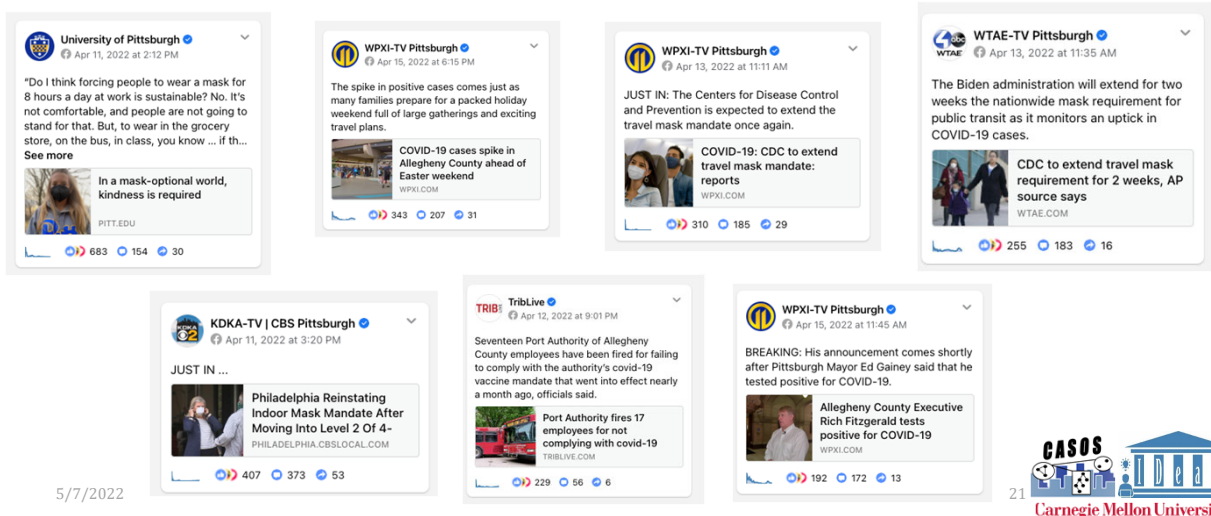 University of Pittsburgh
Apr 11, 2022 at 2:12 PM
“Do I think forcing people to wear a mask for
8 hours a day at work is sustainable? No. It's
not comfortable, and people are not going to
stand for that. But, to wear in the grocery
store, on the bus, in class, you know ... if th...
See more
In a mask-optional world,
kindness is required
PITT.EDU
683 154 30
WPXI-TV Pittsburgh
Apr 15, 2022 at 6:15 PM
The spike in positive cases comes just as
many families prepare for a packed holiday
weekend full of large gatherings and exciting
travel plans.
COVID-19 cases spike in
Allegheny County ahead of
Easter weekend
WPXI.COM
343 207 31
WPXI-TV Pittsburgh
Apr 13, 2022 at 11:11 AM
JUST IN: The Centers for Disease Control
and Prevention is expected to extend the
travel mask mandate once again.
COVID-19: CDC to extend
travel mask mandate:
reports
WPXI.COM
310 185 29
4 abc
WTAE
WTAE-TV Pittsburgh
Apr 13, 2022 at 11:35 AM
The Biden administration will extend for two
weeks the nationwide mask requirement for
public transit as it monitors an uptick in
COVID-19 cases.
CDC to extend travel mask
requirement for 2 weeks, AP
source says
WTAE.COM
255 183 16
KDKA
2
KDKA-TV | CBS Pittsburgh
Apr 11, 2022 at 3:20 PM
JUST IN ...
Philadelphia Reinstating
Indoor Mask Mandate After
Moving Into Level 2 Of 4-
PHILADELPHIA.CBSLOCAL.COM
407 373 53
TRIB
TribLive
Apr 12, 2022 at 9:01 PM
Seventeen Port Authority of Allegheny
County employees have been fired for failing
to comply with the authority's covid-19
vaccine mandate that went into effect nearly
a month ago, officials said.
Port Authority fires 17
employees for not
complying with covid-19
TRIBLIVE.COM
229 56 6
WPXI-TV Pittsburgh
Apr 15, 2022 at 11:45 AM
BREAKING: His announcement comes shortly
after Pittsburgh Mayor Ed Gainey said that he
tested positive for COVID-19.
Allegheny County Executive
Rich Fitzgerald tests
positive for COVID-19
WPXI.COM
192 172 13
5/7/2022
21
CASOS
IDea
Carnegie Mellon Universi